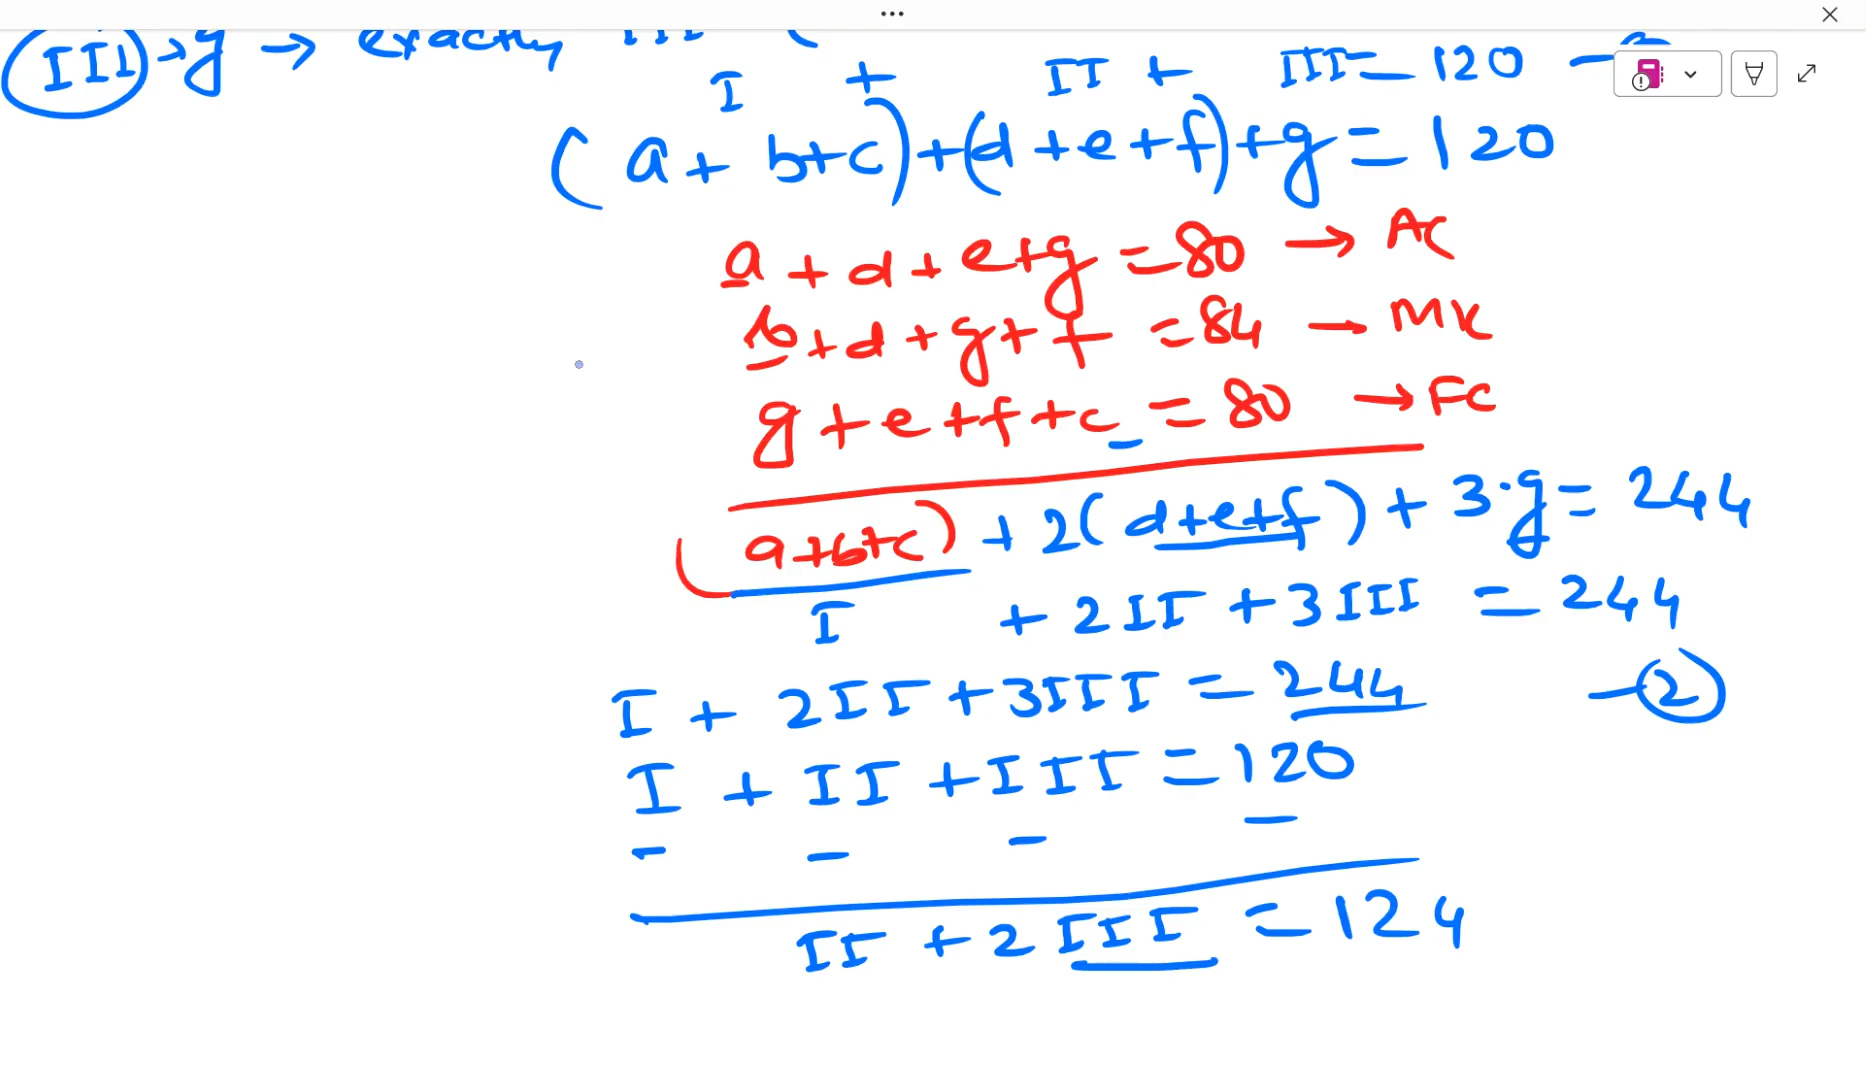 III → g → exactly III
I + II + III = 120
(a + b + c) + (d + e + f) + g = 120
a + d + e + g = 80 → AC
b + d + g + f = 84 → MK
g + e + f + c = 80 → FC
(a+b+c) + 2(d+e+f) + 3·g = 244
I + 2II + 3III = 244
I + 2II + 3III = 244 — 2
I + II + III = 120
- - - -
II + 2III = 124